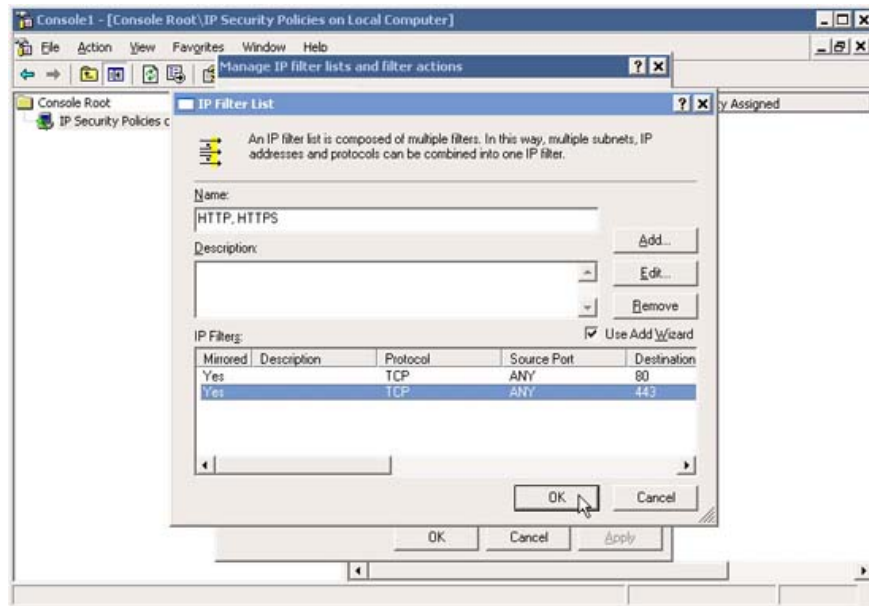 Console1 - [Console Root\IP Security Policies on Local Computer]
File Action View Favorites Window Help
Manage IP filter lists and filter actions
Console Root
IP Security Policies c
y Assigned
IP Filter List
An IP filter list is composed of multiple filters. In this way, multiple subnets, IP
addresses and protocols can be combined into one IP filter.
Name:
HTTP, HTTPS
Add...
Description:
Edit...
Remove
IP Filters:
Use Add Wizard
Mirrored Description Protocol Source Port Destination
Yes TCP ANY 80
Yes TCP ANY 443
OK Cancel
OK Cancel Apply